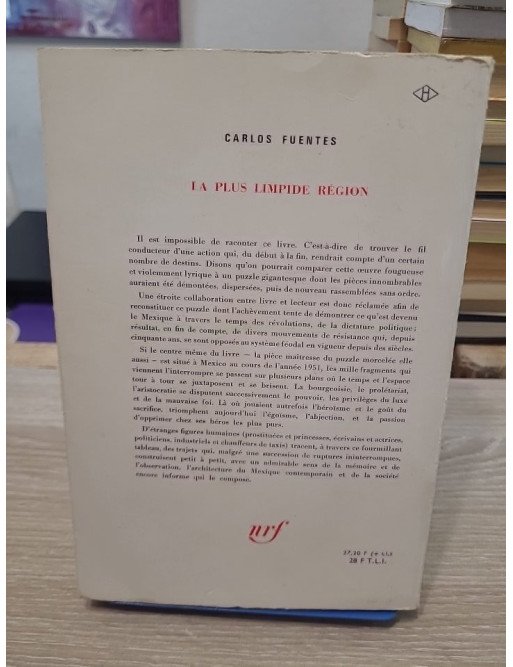 H
CARLOS FUENTES
LA PLUS LIMPIDE RÉGION
Il est impossible de raconter ce livre. C'est-à-dire de trouver le fil
conducteur d'une action qui, du début à la fin, rendrait compte d'un certain
nombre de destins. Disons qu'on pourrait comparer cette œuvre fougueuse
et violemment lyrique à un puzzle gigantesque dont les pièces innombrables
auraient été démontées, dispersées, puis de nouveau rassemblées sans ordre.
Une étroite collaboration entre livre et lecteur est donc réclamée afin de
reconstituer ce puzzle dont l'achèvement tente de démontrer ce qu'est devenu
le Mexique à travers le temps des révolutions, de la dictature politique;
résultat, en fin de compte, de divers mouvements de résistance qui, depuis
cinquante ans, se sont opposés au système féodal en vigueur depuis des siècles.
Si le centre même du livre — la pièce maîtresse du puzzle morcelée elle
aussi — est situé à Mexico au cours de l'année 1951, les mille fragments qui
viennent l'interrompre se passent sur plusieurs plans où le temps et l'espace
tour à tour se juxtaposent et se brisent. La bourgeoisie, le prolétariat,
l'aristocratie se disputent successivement le pouvoir, les privilèges du luxe
et de la mauvaise foi. Là où jouaient autrefois l'héroïsme et le goût du
sacrifice, triomphent aujourd'hui l'égoïsme, l'abjection, et la passion
d'opprimer chez ses héros les plus purs.
D'étranges figures humaines (prostituées et princesses, écrivains et actrices,
politiciens, industriels et chauffeurs de taxis) tracent, à travers ce fourmillant
tableau, des trajets qui, malgré une succession de ruptures ininterrompues,
construisent petit à petit, avec un admirable sens de la mémoire et de
l'observation, l'architecture du Mexique contemporain et de la société
encore informe qui le compose.
nrf
28 F T.L.I.